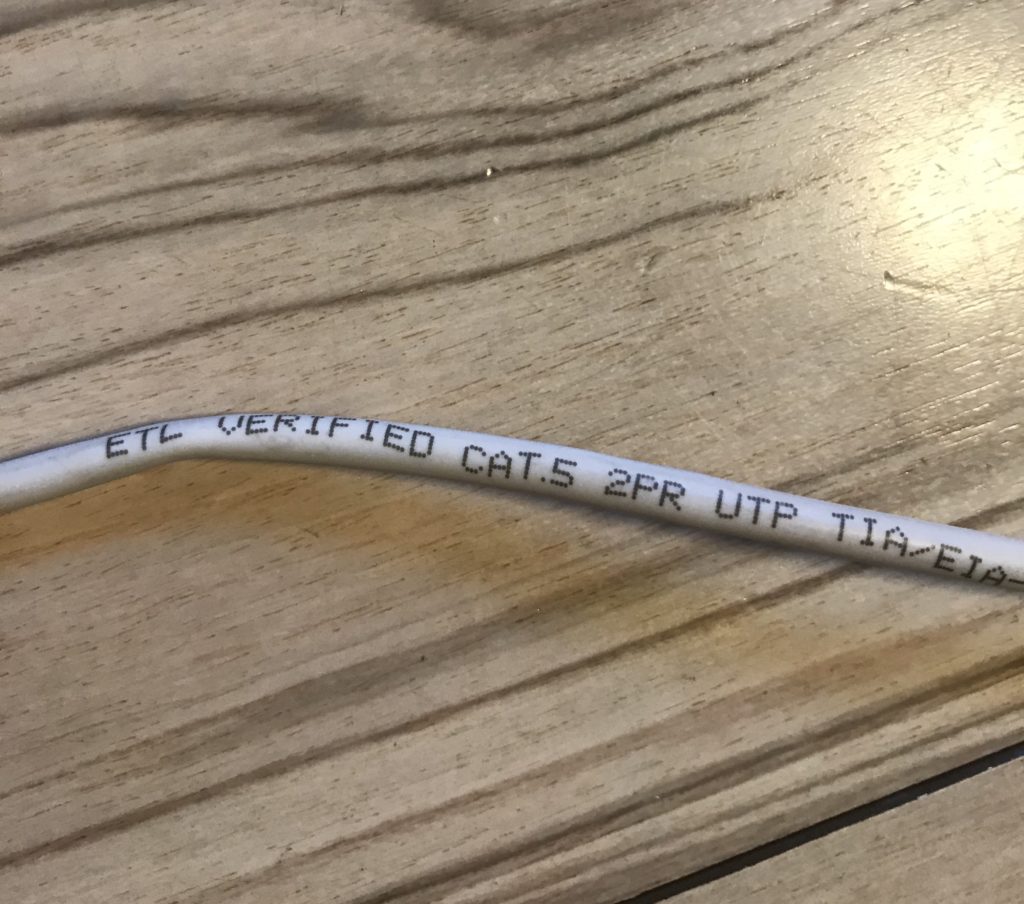 ETL VERIFIED CAT.5 2PR UTP TIA/EIA-